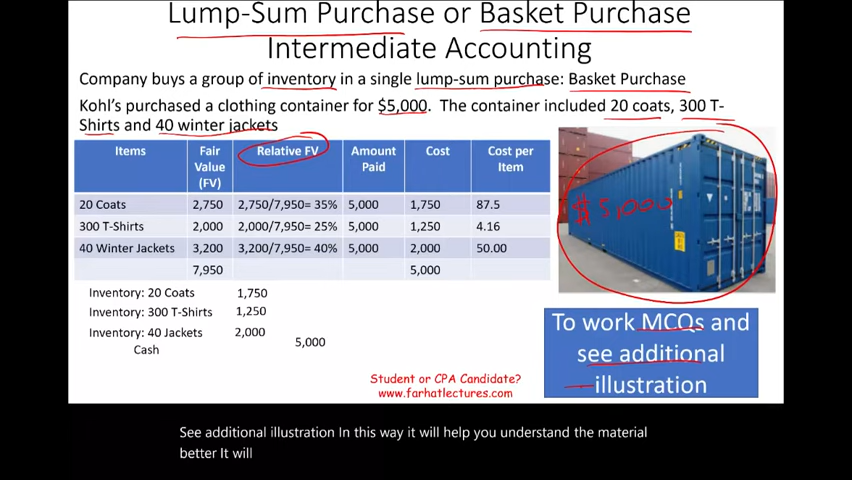 Lump-Sum Purchase or Basket Purchase
Intermediate Accounting
Company buys a group of inventory in a single lump-sum purchase: Basket Purchase
Kohl's purchased a clothing container for $5,000. The container included 20 coats, 300 T-
Shirts and 40 winter jackets
Items Fair Value (FV) Relative FV Amount Paid Cost Cost per Item
20 Coats 2,750 2,750/7,950= 35% 5,000 1,750 87.5
300 T-Shirts 2,000 2,000/7,950= 25% 5,000 1,250 4.16
40 Winter Jackets 3,200 3,200/7,950= 40% 5,000 2,000 50.00
7,950 5,000
$5,000
Inventory: 20 Coats 1,750
Inventory: 300 T-Shirts 1,250
Inventory: 40 Jackets 2,000
Cash 5,000
To work MCQs and
see additional
illustration
Student or CPA Candidate?
www.farhatlectures.com
See additional illustration In this way it will help you understand the material
better It will